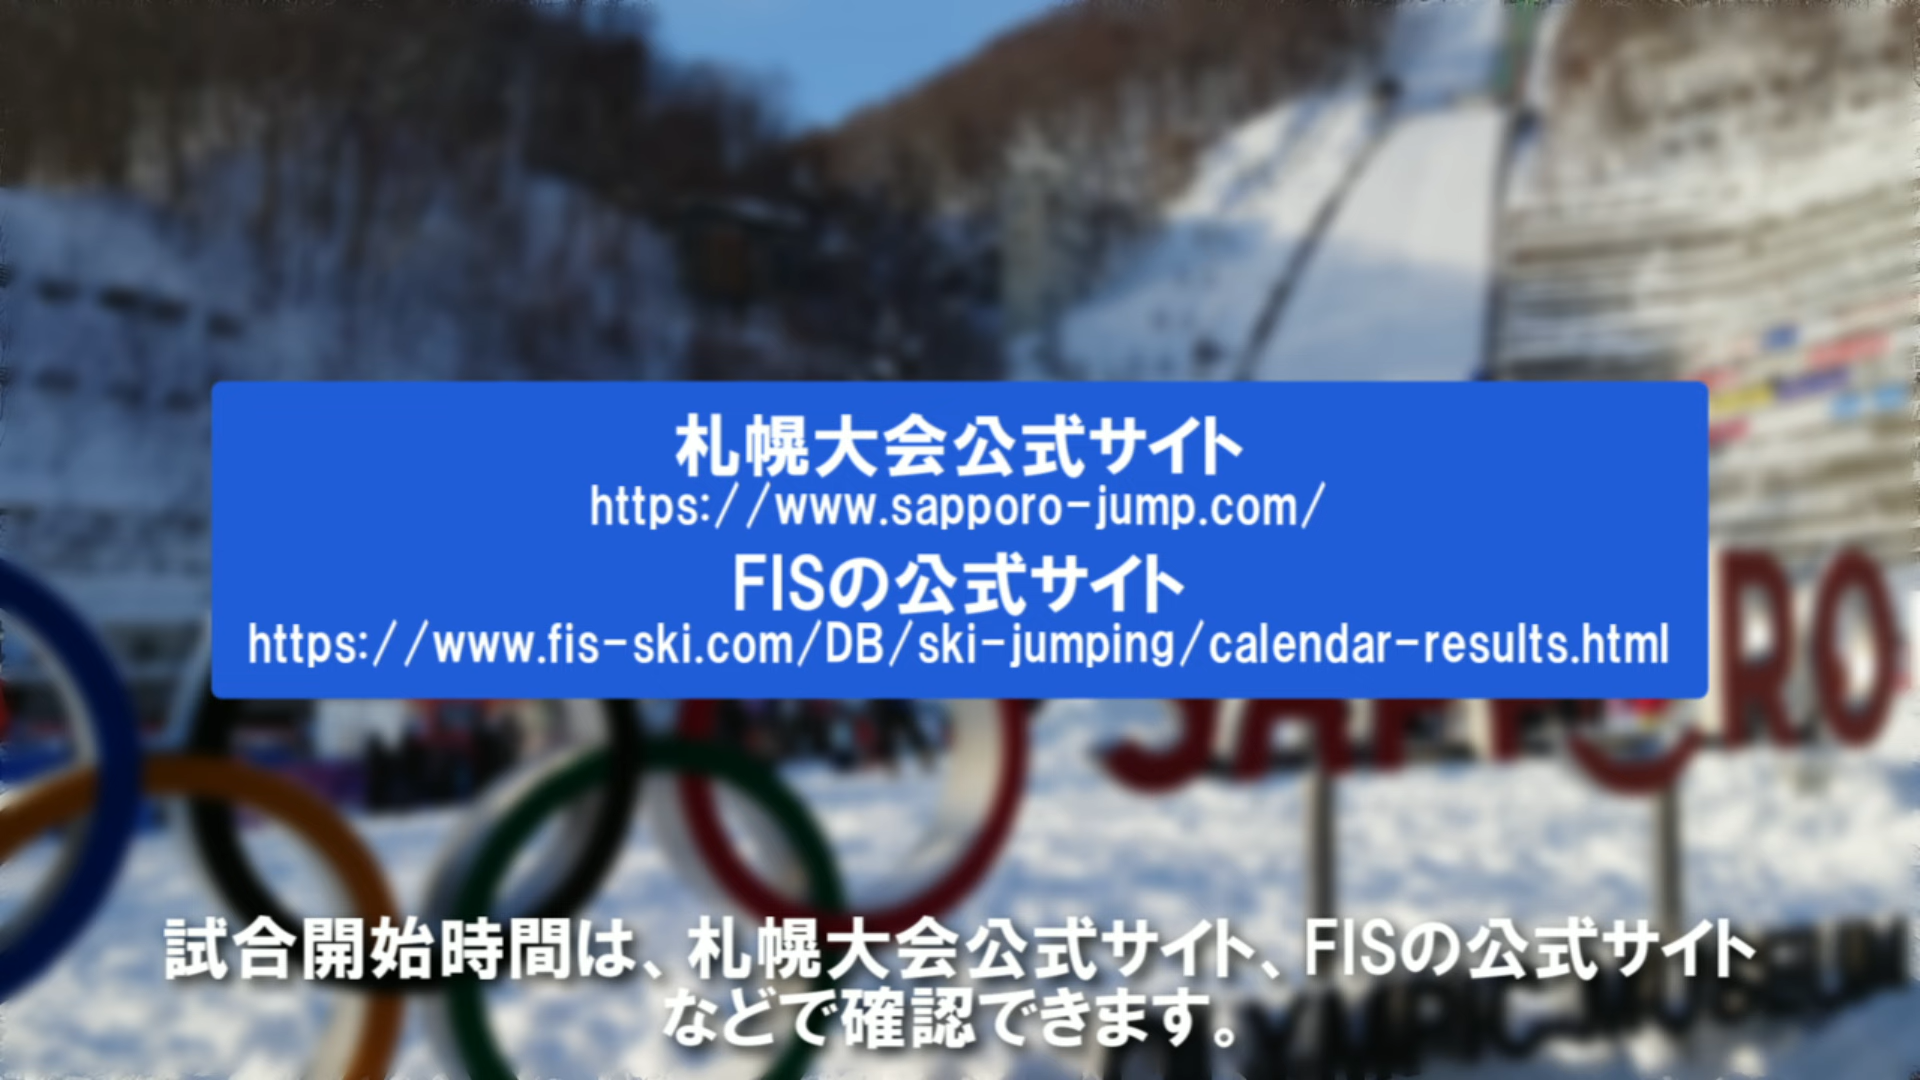 札幌大会公式サイト
https://www.sapporo-jump.com/
FISの公式サイト
https://www.fis-ski.com/DB/ski-jumping/calendar-results.html
SAPPORO
試合開始時間は、札幌大会公式サイト、FISの公式サイト
などで確認できます。
OLYMPIC MUSEUM